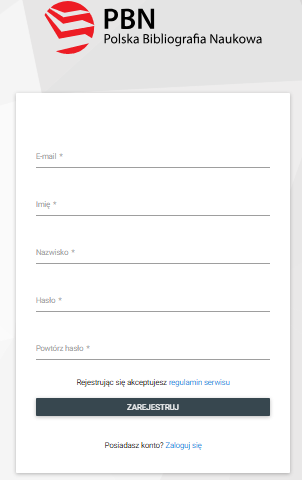 PBN
Polska Bibliografia Naukowa
E-mail *
Imię *
Nazwisko *
Hasło *
Powtórz hasło *
Rejestrując się akceptujesz regulamin serwisu
ZAREJESTRUJ
Posiadasz konto? Zaloguj się